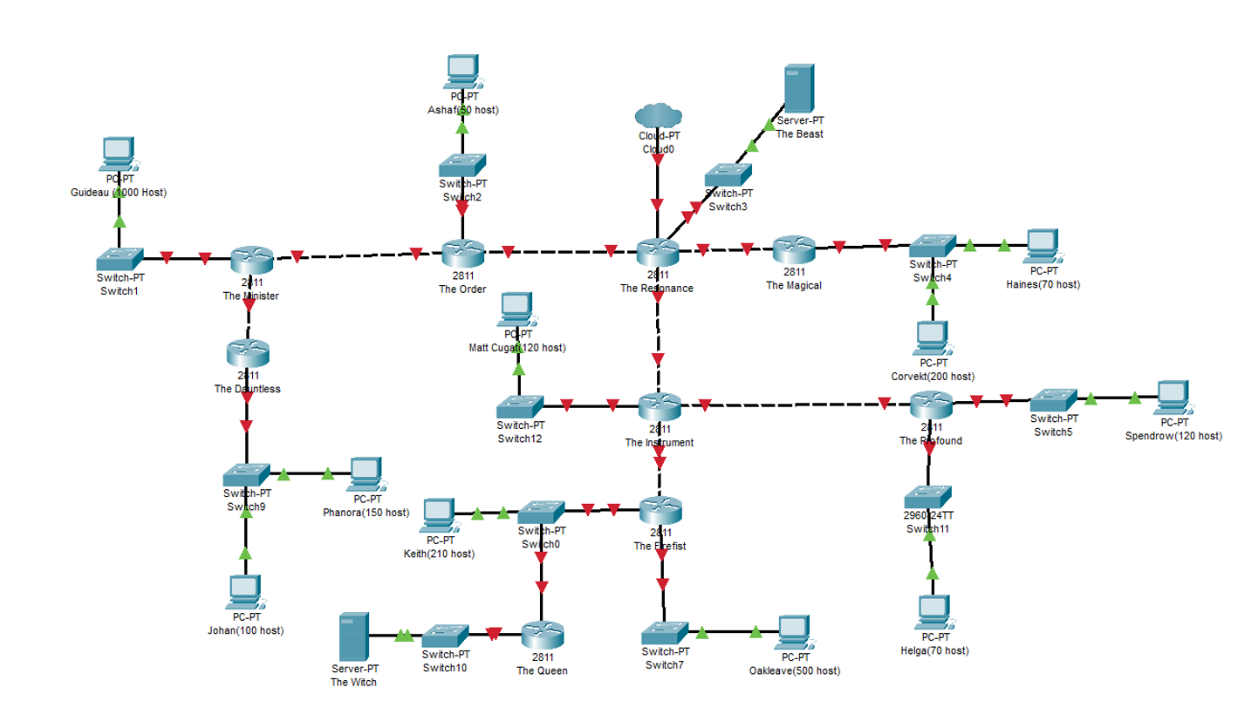 PC-PT
Ashaf(50 host)
Server-PT
The Beast
Cloud-PT
Cloud0
PC-PT
Guideau (1000 Host)
Switch-PT
Switch2
Switch-PT
Switch3
Switch-PT
Switch1
2811
The Minister
2811
The Order
2811
The Resonance
2811
The Magical
Switch-PT
Switch4
PC-PT
Haines(70 host)
PC-PT
Matt Cugat(120 host)
2811
The Dauntless
PC-PT
Corvekt(200 host)
Switch-PT
Switch12
2811
The Instrument
2811
The Profound
Switch-PT
Switch5
PC-PT
Spendrow(120 host)
Switch-PT
Switch9
PC-PT
Phanora(150 host)
PC-PT
Keith(210 host)
Switch-PT
Switch0
2811
The Firefist
2960-24TT
Switch11
PC-PT
Johan(100 host)
Server-PT
The Witch
Switch-PT
Switch10
2811
The Queen
Switch-PT
Switch7
PC-PT
Oakleave(500 host)
PC-PT
Helga(70 host)